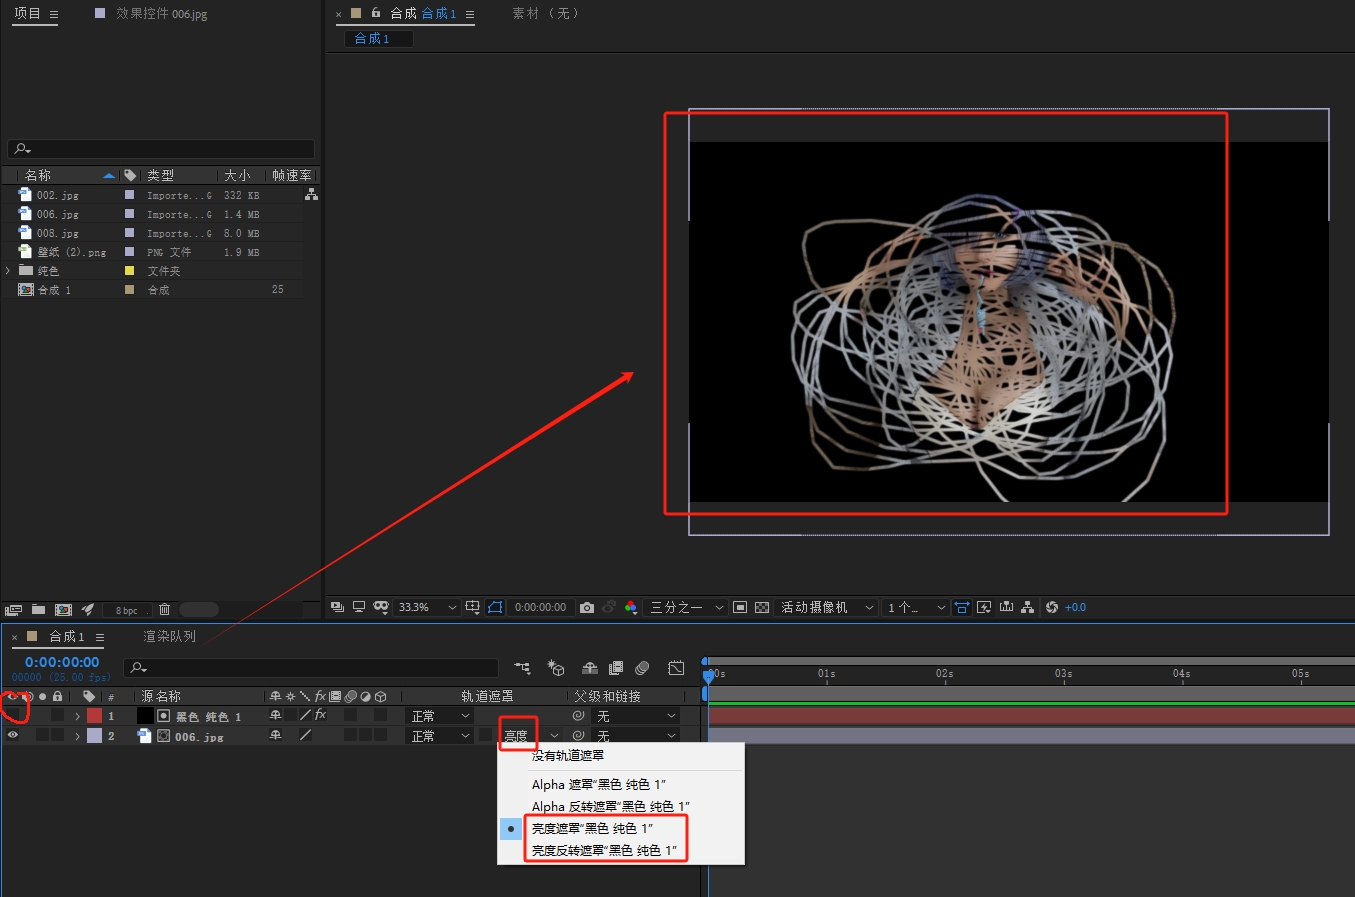 项目 ≡
效果控件 006.jpg
× 合成 合成1 ≡
素材 （无）
合成1
名称 类型 大小 帧速率
002.jpg Importe...G 332 KB
006.jpg Importe...G 1.4 MB
008.jpg Importe...G 8.0 MB
壁纸 (2).png PNG 文件 1.9 MB
纯色 文件夹
合成 1 合成 25
8 bpc
33.3% 0:00:00:00 三分之一 活动摄像机 1个... +0.0
× 合成1 ≡
渲染队列
0:00:00:00
00000 (25.00 fps)
:00s 01s 02s 03s 04s 05s
# 源名称 fx 轨道遮罩 父级和链接
1 黑色 纯色 1 fx 正常 无
2 006.jpg 正常 亮度 无
没有轨道遮罩
Alpha 遮罩“黑色 纯色 1”
Alpha 反转遮罩“黑色 纯色 1”
亮度遮罩“黑色 纯色 1”
亮度反转遮罩“黑色 纯色 1”